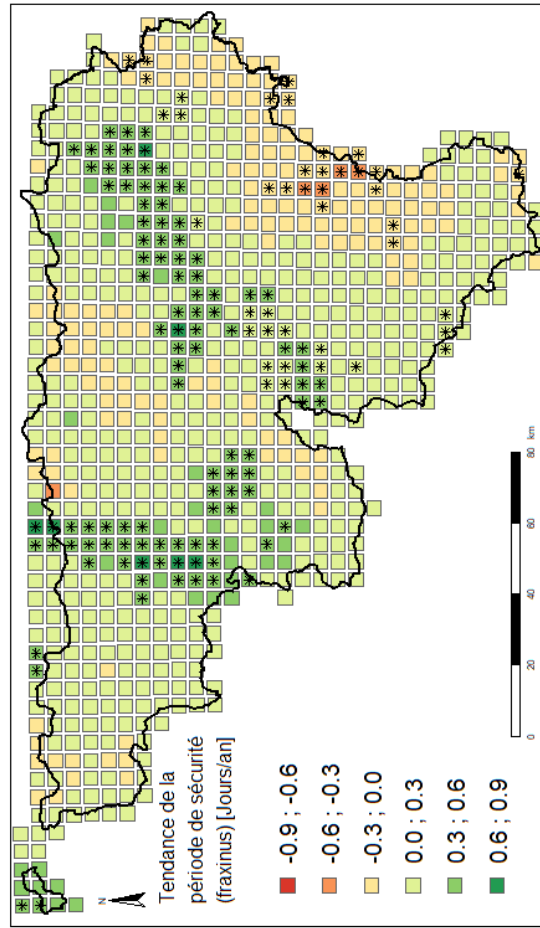 N
Tendance de la
période de sécurité
(fraxinus) [Jours/an]
-0.9 ; -0.6
-0.6 ; -0.3
-0.3 ; 0.0
0.0 ; 0.3
0.3 ; 0.6
0.6 ; 0.9
0 20 40 60 80 km